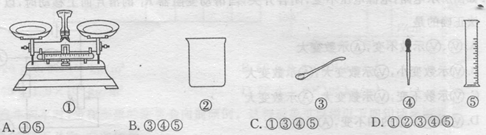 ① ② ③ ④ ⑤
A.①⑤ B.③④⑤ C.①③④⑤ D.①②③④⑤